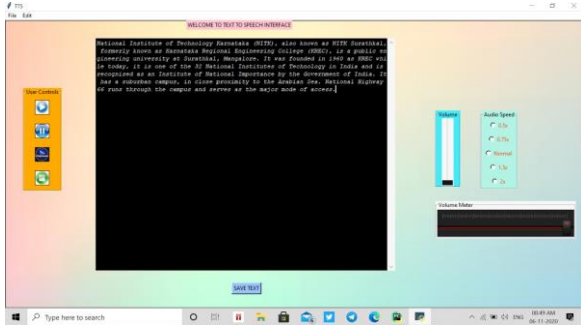 TTS
File Edit
WELCOME TO TEXT TO SPEECH INTERFACE
National Institute of Technology Karnataka (NITK), also known as NITK Surathkal,
formerly known as Karnataka Regional Engineering College (KREC), is a public en
gineering university at Surathkal, Mangalore. It was founded in 1960 as KREC whi
le today, it is one of the 31 National Institutes of Technology in India and is
recognised as an Institute of National Importance by the Government of India. It
has a suburban campus, in close proximity to the Arabian Sea. National Highway
66 runs through the campus and serves as the major mode of access.
User Controls
Volume
Audio Speed
0.5x
0.75x
Normal
1.5x
2x
Volume Meter
SAVE TEXT
Type here to search
ENG
00:49 AM
06-11-2020